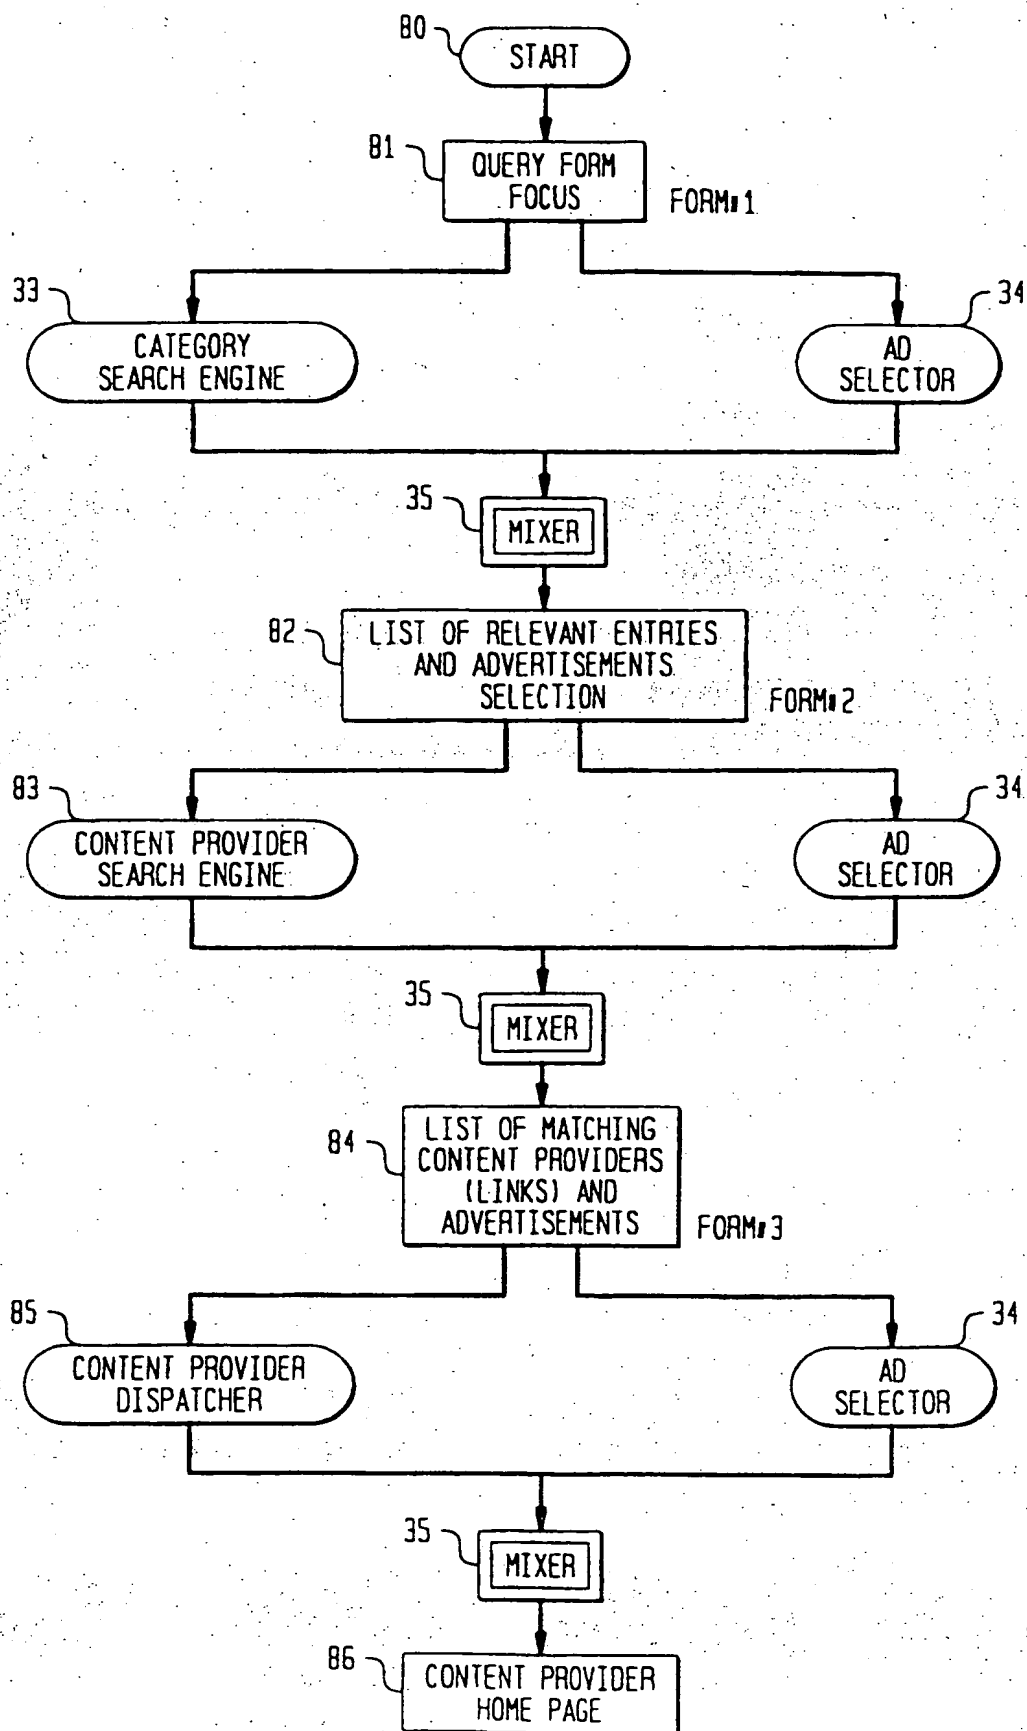 80
START
81
QUERY FORM
FOCUS
FORM#1
33
CATEGORY
SEARCH ENGINE
34
AD
SELECTOR
35
MIXER
82
LIST OF RELEVANT ENTRIES
AND ADVERTISEMENTS
SELECTION
FORM#2
83
CONTENT PROVIDER
SEARCH ENGINE
34
AD
SELECTOR
35
MIXER
84
LIST OF MATCHING
CONTENT PROVIDERS
(LINKS) AND
ADVERTISEMENTS
FORM#3
85
CONTENT PROVIDER
DISPATCHER
34
AD
SELECTOR
35
MIXER
86
CONTENT PROVIDER
HOME PAGE